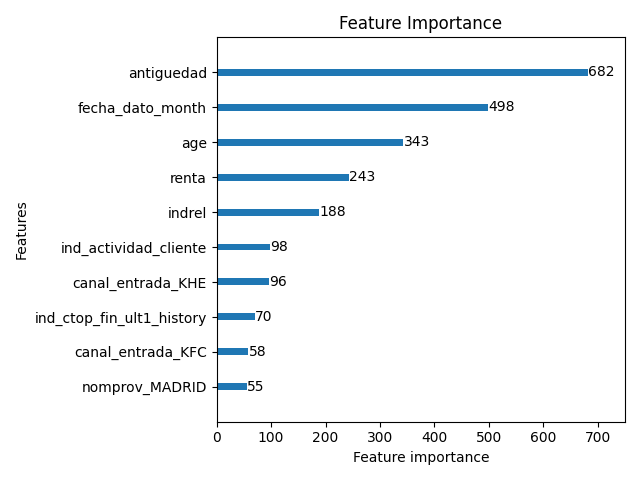 Feature Importance
antiguedad 682
fecha_dato_month 498
age 343
renta 243
indrel 188
ind_actividad_cliente 98
canal_entrada_KHE 96
ind_ctop_fin_ult1_history 70
canal_entrada_KFC 58
nomprov_MADRID 55
Features
0 100 200 300 400 500 600 700
Feature importance